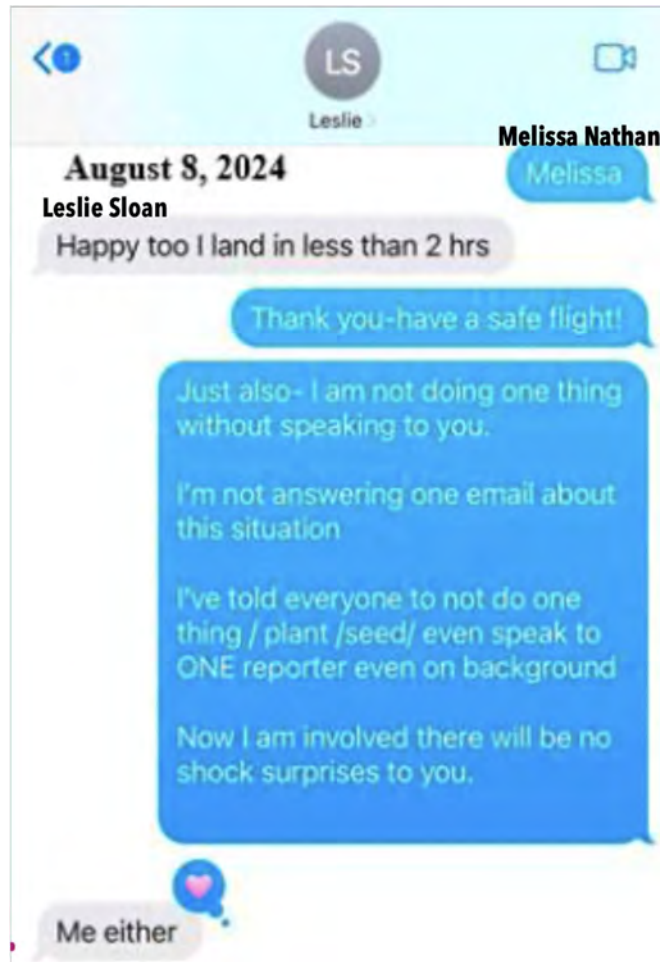 1
LS
Leslie
Melissa Nathan
August 8, 2024
Melissa
Leslie Sloan
Happy too I land in less than 2 hrs
Thank you-have a safe flight!
Just also- I am not doing one thing
without speaking to you.
I'm not answering one email about
this situation
I've told everyone to not do one
thing / plant /seed/ even speak to
ONE reporter even on background
Now I am involved there will be no
shock surprises to you.
Me either